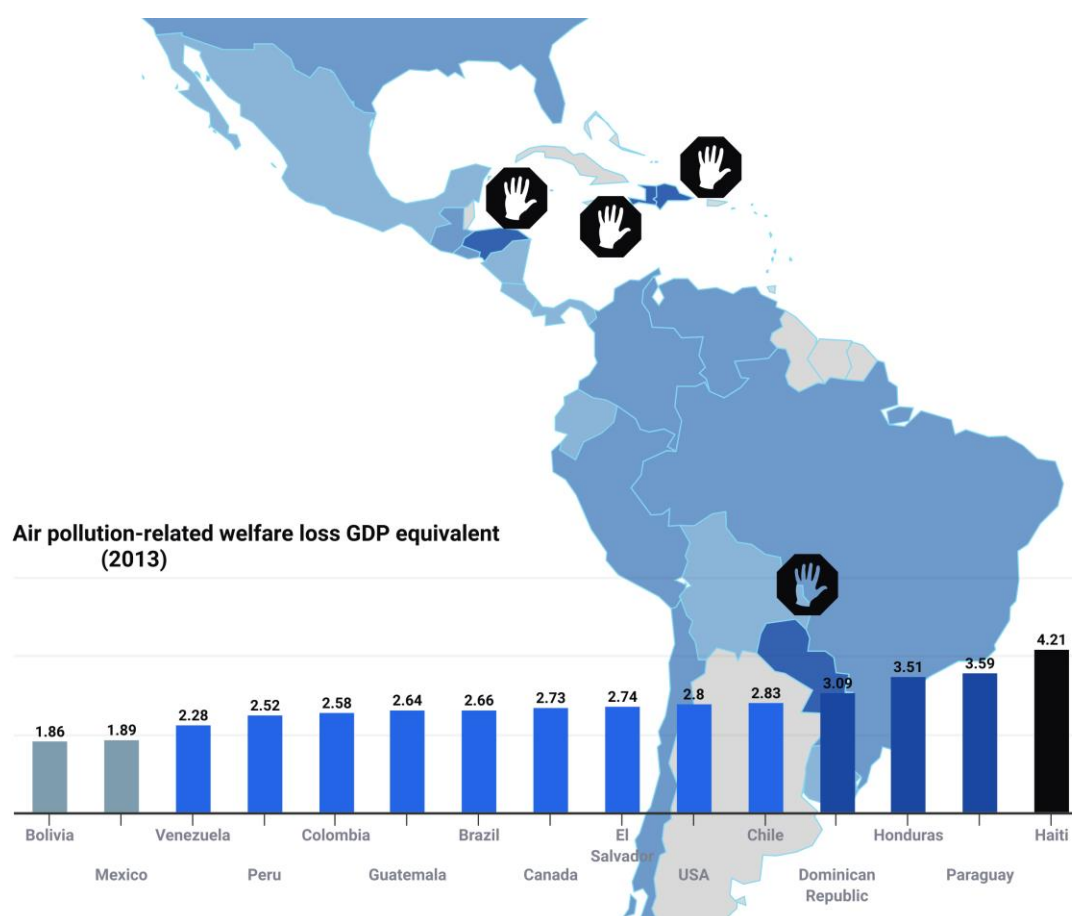 Air pollution-related welfare loss GDP equivalent
(2013)
1.86
1.89
2.28
2.52
2.58
2.64
2.66
2.73
2.74
2.8
2.83
3.09
3.51
3.59
4.21
Bolivia
Mexico
Venezuela
Peru
Colombia
Guatemala
Brazil
Canada
El
Salvador
USA
Chile
Dominican
Republic
Honduras
Paraguay
Haiti